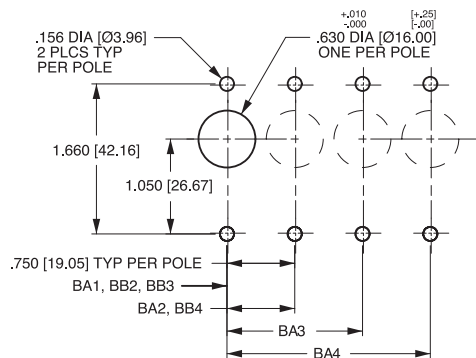 +.010 [+.25]
-.000 [-.00]
.156 DIA [Ø3.96]
2 PLCS TYP
PER POLE
.630 DIA [Ø16.00]
ONE PER POLE
1.660 [42.16]
1.050 [26.67]
.750 [19.05] TYP PER POLE
BA1, BB2, BB3
BA2, BB4
BA3
BA4